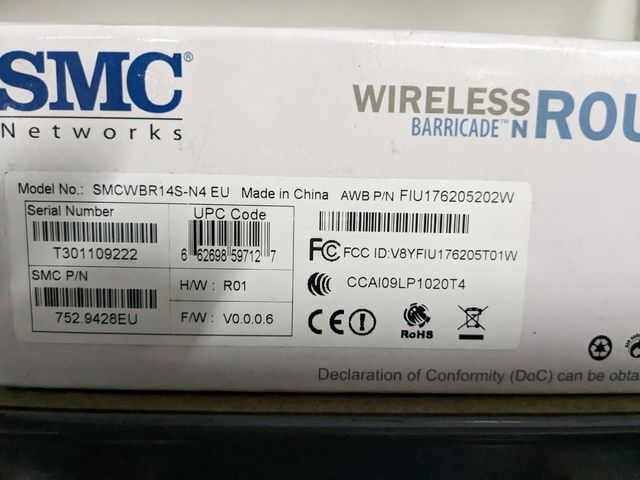 SMC®
Networks
WIRELESS
BARRICADE™ N ROU
Model No.: SMCWBR14S-N4 EU Made in China AWB P/N FIU176205202W
Serial Number
T301109222
UPC Code
6 62698 59712 7
SMC P/N
752.9428EU
H/W : R01
F/W : V0.0.0.6
FCC ID:V8YFIU176205T01W
CCAI09LP1020T4
CE
RoHS
Declaration of Conformity (DoC) can be obta